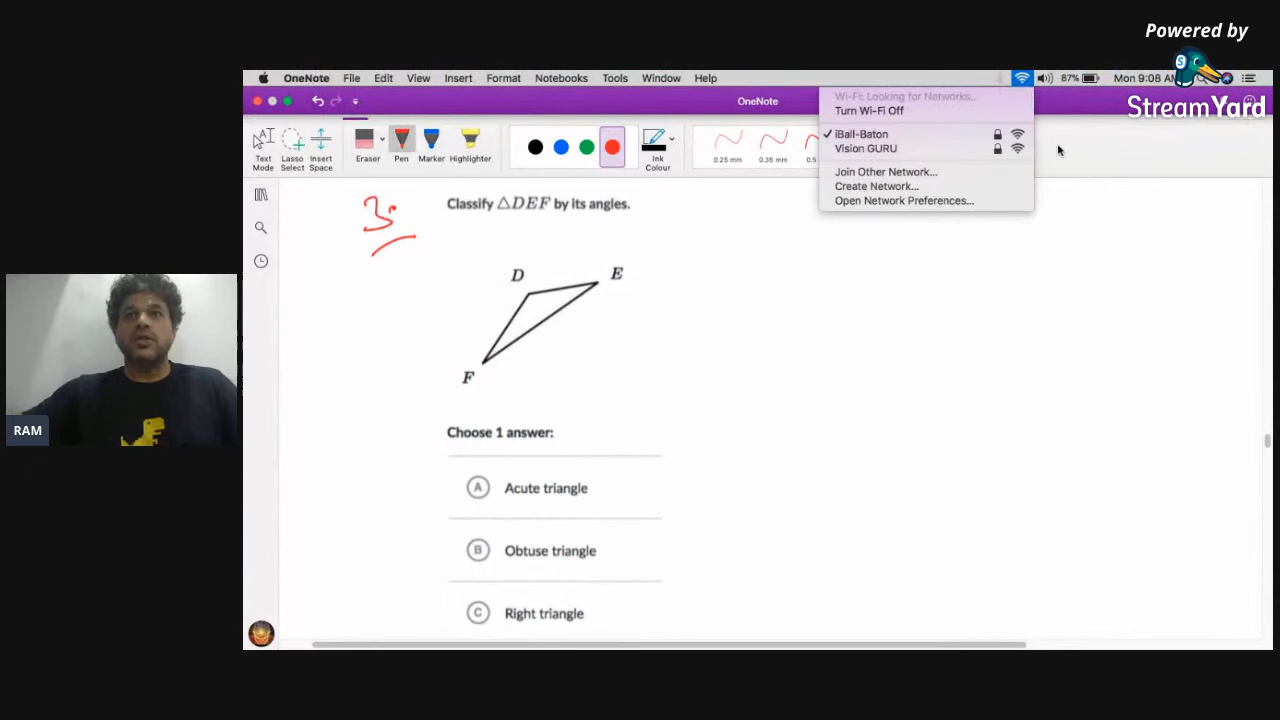 Powered by
StreamYard
OneNote File Edit View Insert Format Notebooks Tools Window Help
87% Mon 9:08 AM
OneNote
Wi-Fi: Looking for Networks...
Turn Wi-Fi Off
✓ iBall-Baton
Vision GURU
Join Other Network...
Create Network...
Open Network Preferences...
Text Mode
Lasso Select
Insert Space
Eraser
Pen
Marker
Highlighter
Ink Colour
0.25 mm
0.35 mm
0.5
3.
Classify △DEF by its angles.
D
E
F
Choose 1 answer:
A Acute triangle
B Obtuse triangle
C Right triangle
RAM